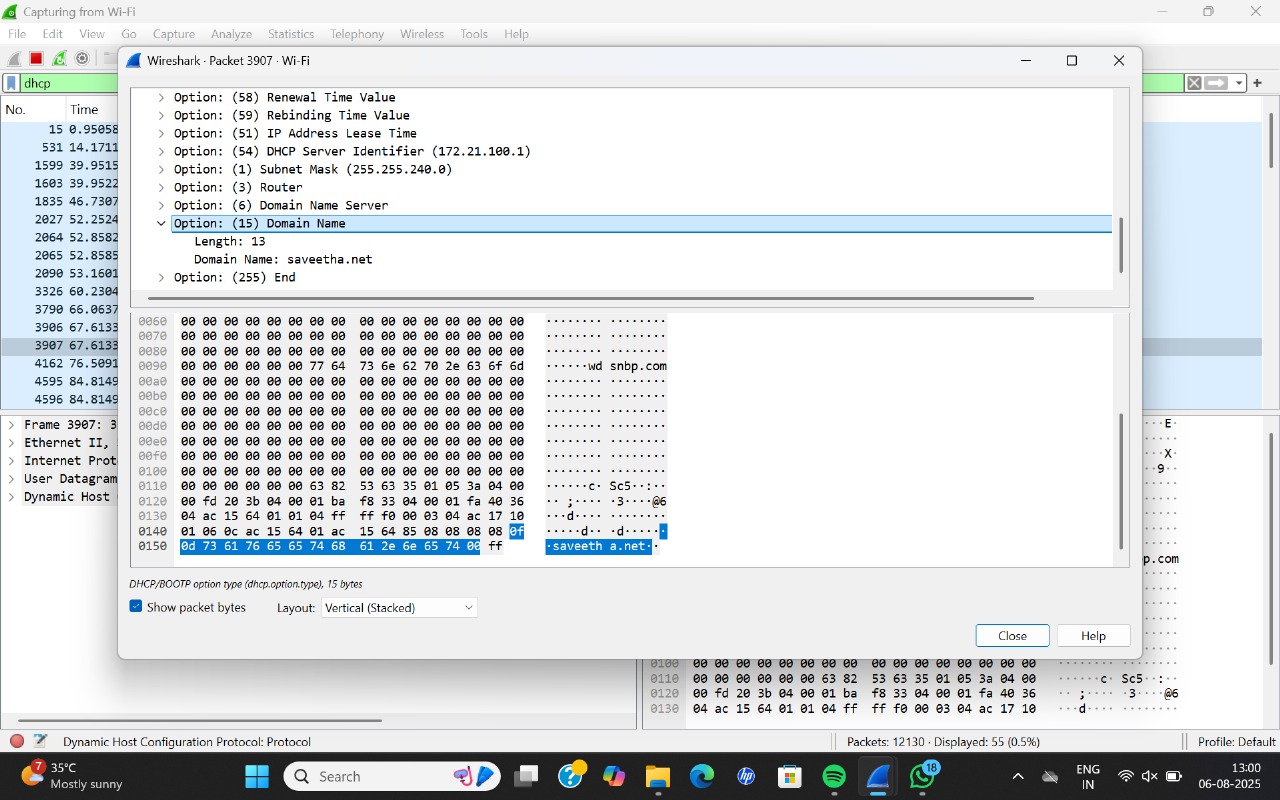 Capturing from Wi-Fi
File Edit View Go Capture Analyze Statistics Telephony Wireless Tools Help
Wireshark · Packet 3907 · Wi-Fi
dhcp
No. Time
15 0.95058
531 14.1711
1599 39.9515
1603 39.9522
1835 46.7307
2027 52.2524
2064 52.8582
2065 52.8585
2090 53.1601
3326 60.2304
3790 66.0637
3906 67.6133
3907 67.6133
4162 76.5091
4595 84.8149
4596 84.8149
Option: (58) Renewal Time Value
Option: (59) Rebinding Time Value
Option: (51) IP Address Lease Time
Option: (54) DHCP Server Identifier (172.21.100.1)
Option: (1) Subnet Mask (255.255.240.0)
Option: (3) Router
Option: (6) Domain Name Server
Option: (15) Domain Name
Length: 13
Domain Name: saveetha.net
Option: (255) End
0060 00 00 00 00 00 00 00 00 00 00 00 00 00 00 00 00 ········ ········
0070 00 00 00 00 00 00 00 00 00 00 00 00 00 00 00 00 ········ ········
0080 00 00 00 00 00 00 00 00 00 00 00 00 00 00 00 00 ········ ········
0090 00 00 00 00 00 00 77 64 73 6e 62 70 2e 63 6f 6d ······wd snbp.com
00a0 00 00 00 00 00 00 00 00 00 00 00 00 00 00 00 00 ········ ········
00b0 00 00 00 00 00 00 00 00 00 00 00 00 00 00 00 00 ········ ········
00c0 00 00 00 00 00 00 00 00 00 00 00 00 00 00 00 00 ········ ········
00d0 00 00 00 00 00 00 00 00 00 00 00 00 00 00 00 00 ········ ········
00e0 00 00 00 00 00 00 00 00 00 00 00 00 00 00 00 00 ········ ········
00f0 00 00 00 00 00 00 00 00 00 00 00 00 00 00 00 00 ········ ········
0100 00 00 00 00 00 00 00 00 00 00 00 00 00 00 00 00 ········ ········
0110 00 00 00 00 00 00 63 82 53 63 35 01 05 3a 04 00 ······c· Sc5··:··
0120 00 fd 20 3b 04 00 01 ba f8 33 04 00 01 fa 40 36 ·· ;···· ·3····@6
0130 04 ac 15 64 01 01 04 ff ff f0 00 03 04 ac 17 10 ···d···· ········
0140 01 06 0c ac 15 64 01 ac 15 64 85 08 08 08 08 0f ·····d·· ·d······
0150 0d 73 61 76 65 65 74 68 61 2e 6e 65 74 00 ff ·saveeth a.net··
DHCP/BOOTP option type (dhcp.option.type), 15 bytes
Show packet bytes Layout: Vertical (Stacked)
Close Help
Frame 3907: 3
Ethernet II,
Internet Prot
User Datagram
Dynamic Host
E·
X·
·9··
p.com
0100 00 00 00 00 00 00 00 00 00 00 00 00 00 00 00 00
0110 00 00 00 00 00 00 63 82 53 63 35 01 05 3a 04 00 ······c· Sc5··:··
0120 00 fd 20 3b 04 00 01 ba f8 33 04 00 01 fa 40 36 ·· ;···· ·3····@6
0130 04 ac 15 64 01 01 04 ff ff f0 00 03 04 ac 17 10 ···d···· ········
Dynamic Host Configuration Protocol: Protocol
Packets: 12130 · Displayed: 55 (0.5%)
Profile: Default
7
35°C
Mostly sunny
Search
hp
18
ENG
IN
13:00
06-08-2025